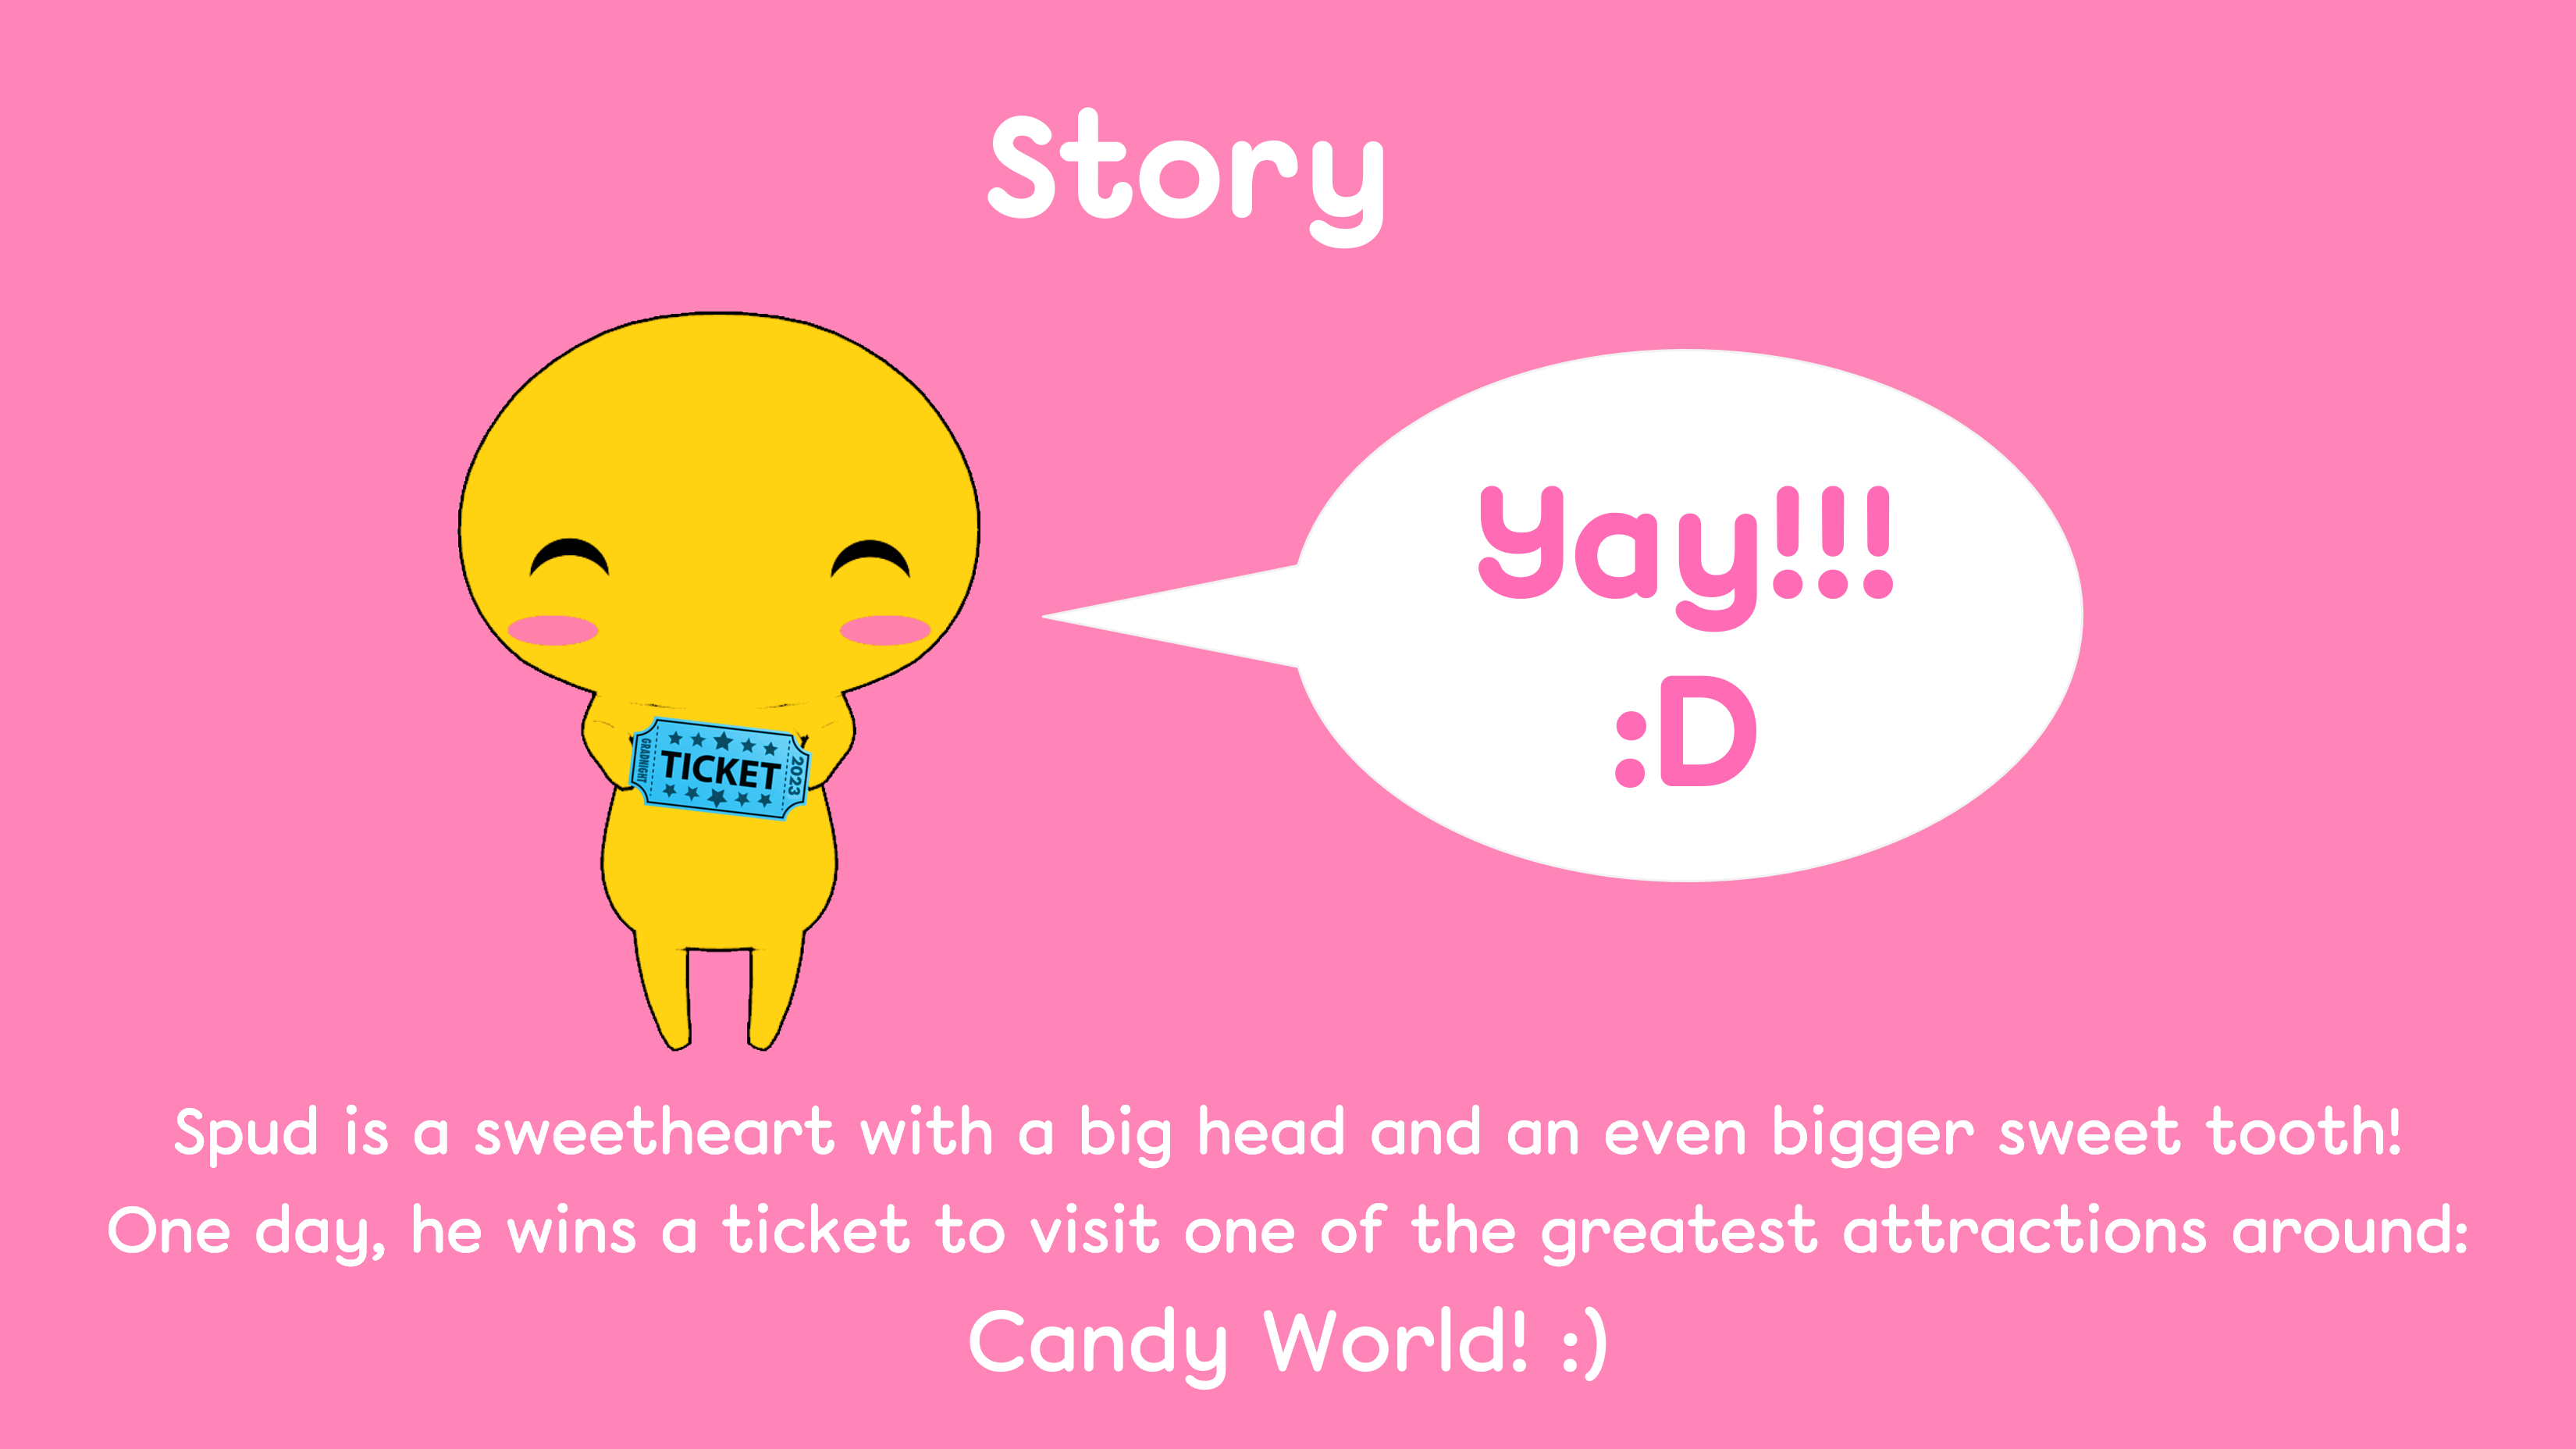 Story
Yay!!!
:D
GRADNIGHT
TICKET
2023
Spud is a sweetheart with a big head and an even bigger sweet tooth!
One day, he wins a ticket to visit one of the greatest attractions around:
Candy World! :)